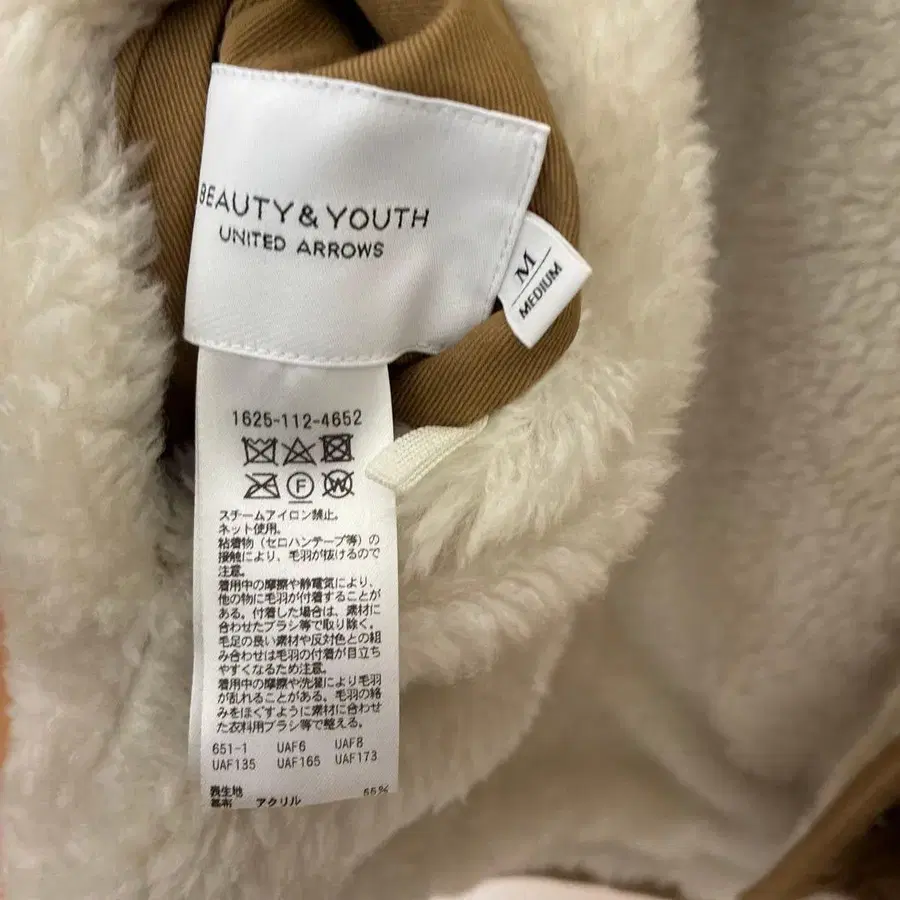 BEAUTY & YOUTH
UNITED ARROWS
M
MEDIUM
1625-112-4652
F W
スチームアイロン禁止。
ネット使用。
粘着物(セロハンテープ等)の
接触により、毛羽が抜けるので
注意。
着用中の摩擦や静電気により、
他の物に毛羽が付着することが
ある。付着した場合は、素材に
合わせたブラシ等で取り除く。
毛足の長い素材や反対色との組
み合わせは毛羽の付着が目立ち
やすくなるため注意。
着用中の摩擦や洗濯により毛羽
が乱れることがある。毛羽の絡
みをほぐすように素材に合わせ
た衣料用ブラシ等で整える。
651-1 UAF6 UAF8
UAF135 UAF165 UAF173
表生地
アクリル